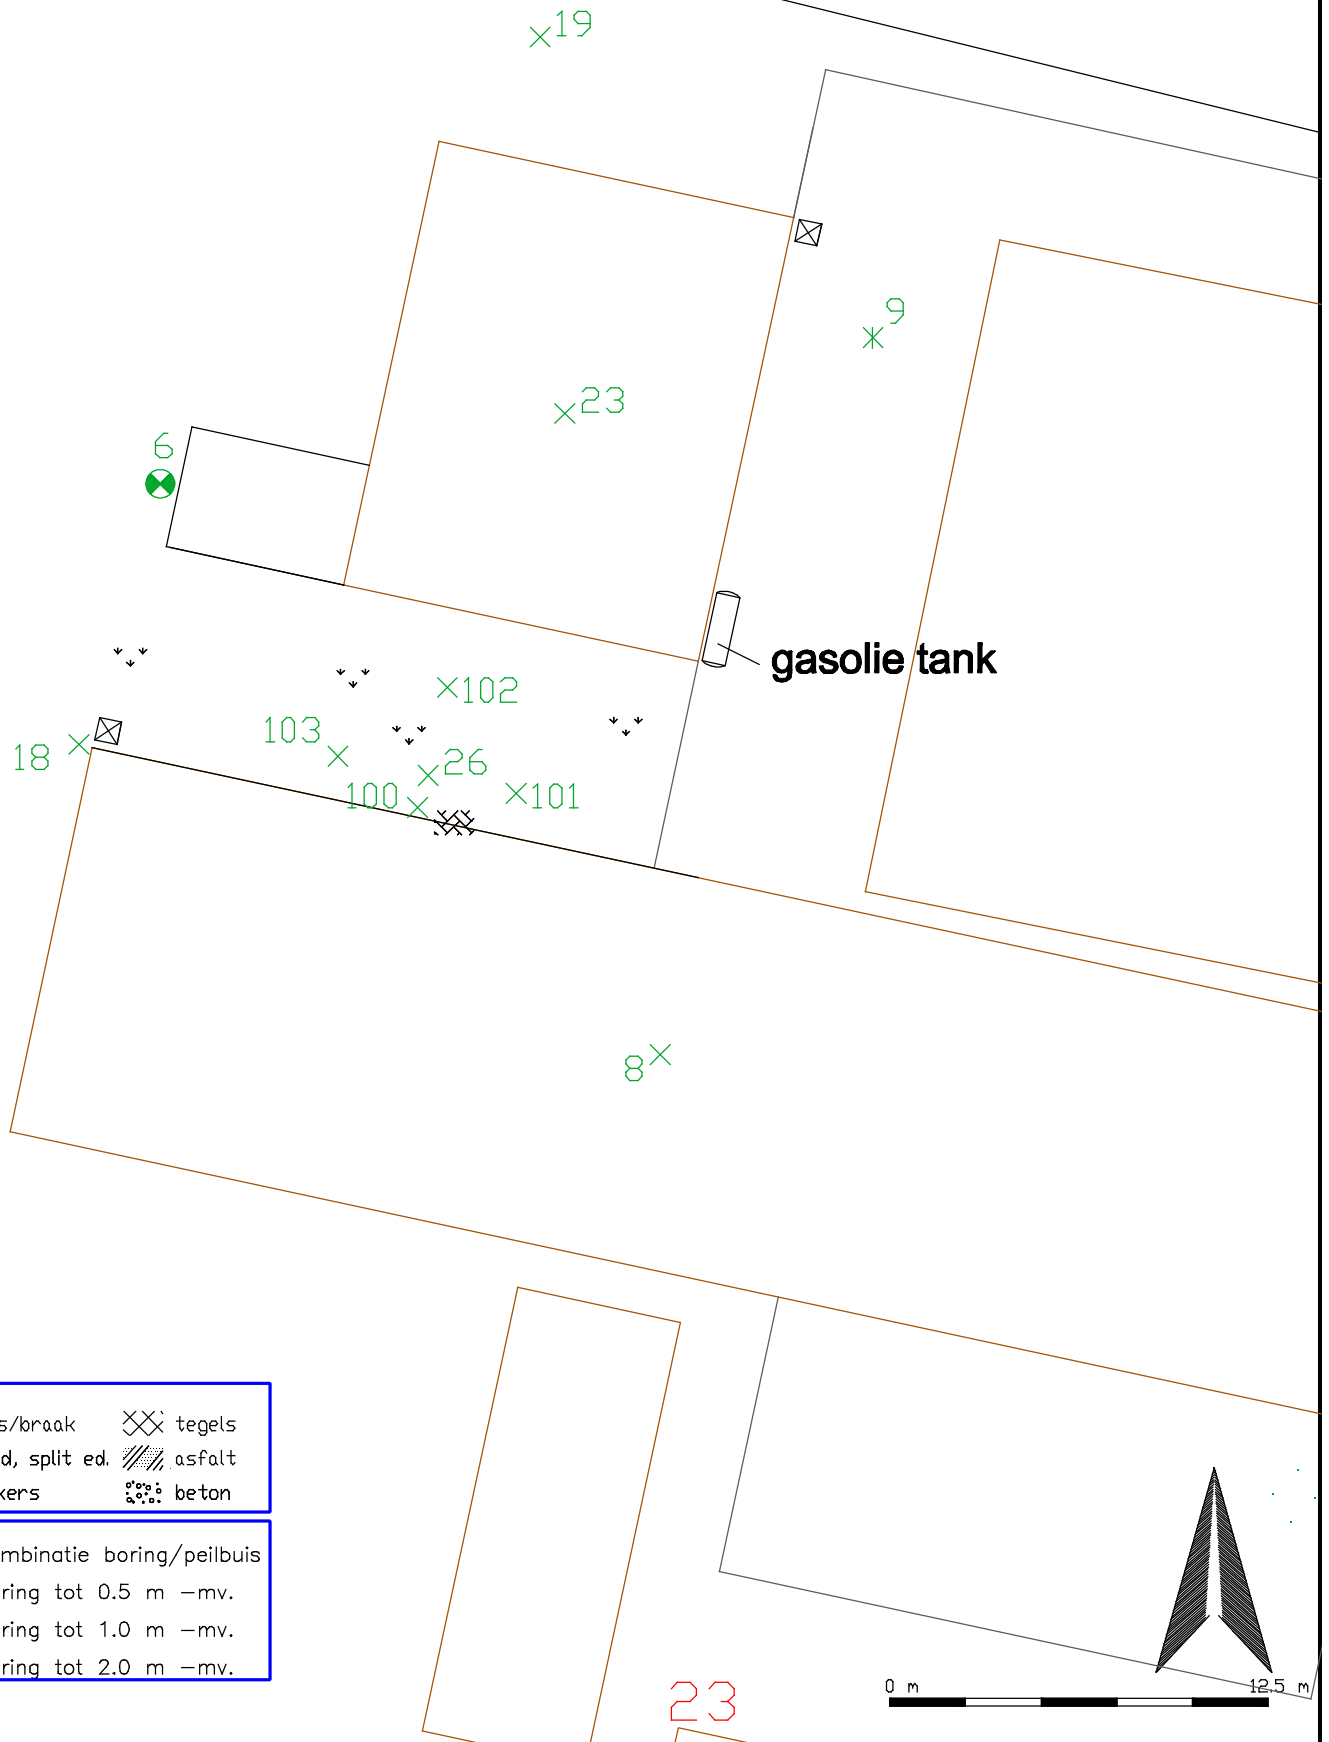 19
9
23
6
gasolie tank
102
103
18
26
100
101
8
s/braak
tegels
d, split ed.
asfalt
kers
beton
mbinatie boring/peilbuis
ring tot 0.5 m -mv.
ring tot 1.0 m -mv.
ring tot 2.0 m -mv.
23
0 m
12.5 m